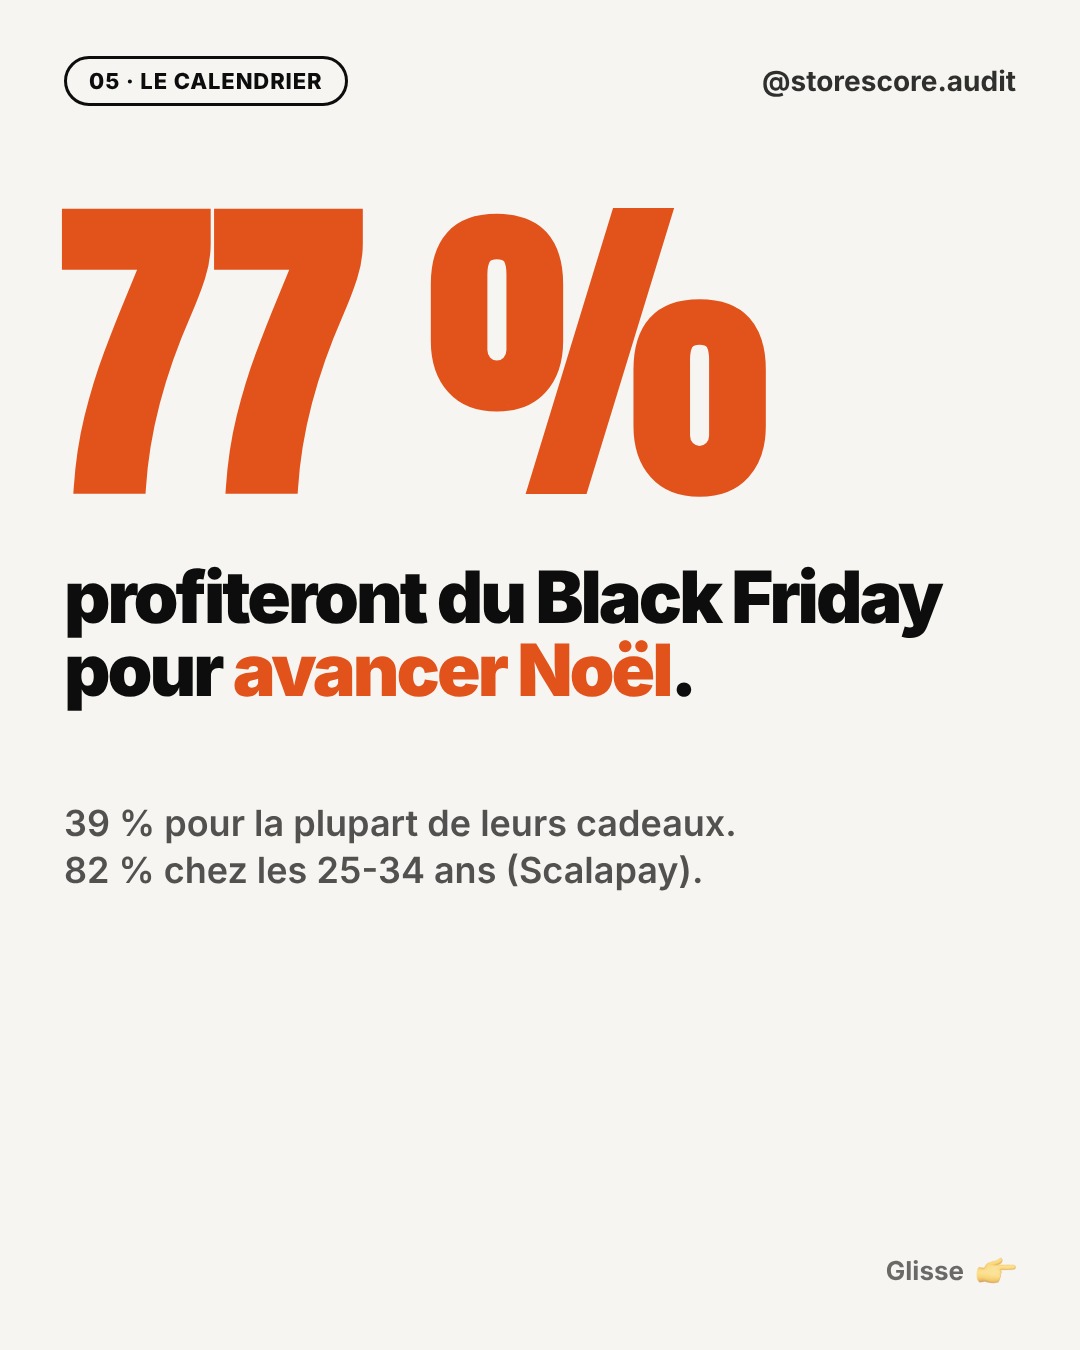 05 · LE CALENDRIER
@storescore.audit
77 %
profiteront du Black Friday
pour avancer Noël.
39 % pour la plupart de leurs cadeaux.
82 % chez les 25-34 ans (Scalapay).
Glisse 👉